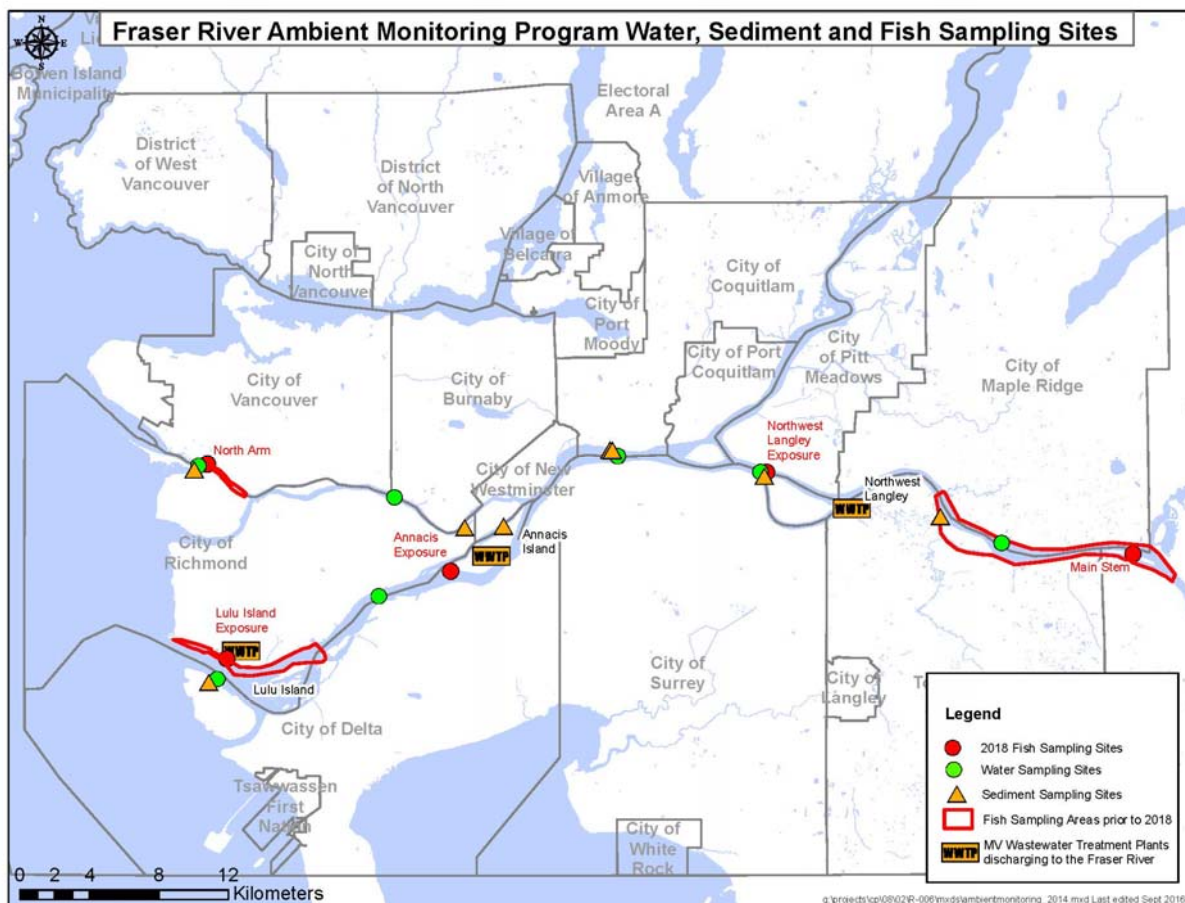 Fraser River Ambient Monitoring Program Water, Sediment and Fish Sampling Sites
N
W
E
S
Bowen Island
Municipality
Electoral
Area A
District
of West
Vancouver
District
of North
Vancouver
Villages
of Anmore
Village of
Belcarra
City of
North
Vancouver
City of
Coquitlam
City of
Port
Moody
City of Port
Coquitlam
City
of Pitt
Meadows
City of
Maple Ridge
City of
Vancouver
City of
Burnaby
North Arm
Northwest
Langley
Exposure
City of New
Westminster
Northwest
Langley
WWTP
Annacis
Exposure
Annacis
Island
WWTP
City of
Richmond
Main Stem
Lulu Island
Exposure
WWTP
Lulu Island
City of
Surrey
City of
Langley
City of Delta
Tsawwassen
First
Nation
City of
White
Rock
Legend
2018 Fish Sampling Sites
Water Sampling Sites
Sediment Sampling Sites
Fish Sampling Areas prior to 2018
WWTP
MV Wastewater Treatment Plants
discharging to the Fraser River
0 2 4 8 12
Kilometers
Last edited Sept 2016